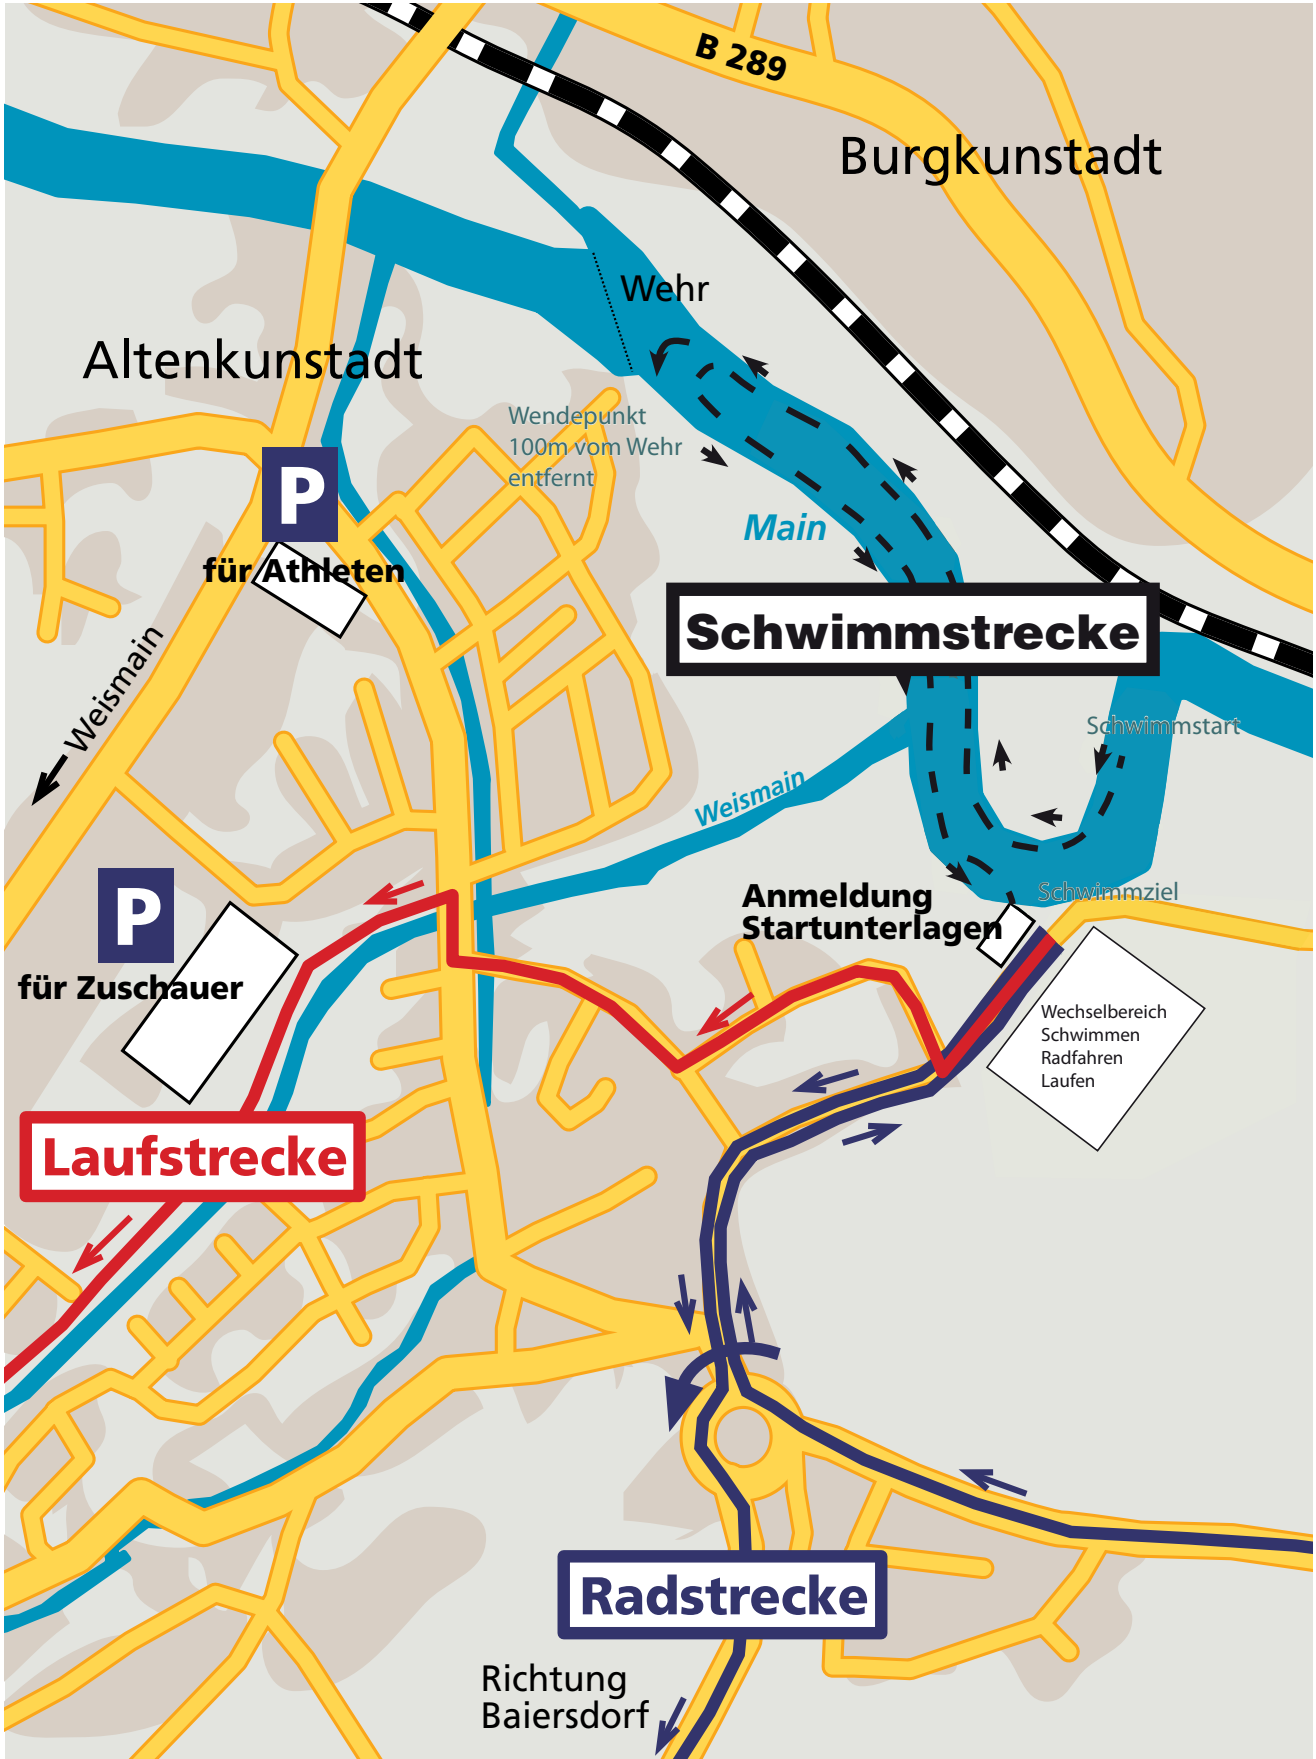 B 289
Burgkunstadt
Wehr
Altenkunstadt
Wendepunkt
100m vom Wehr
entfernt
P
für Athleten
Main
Schwimmstrecke
Weismain
Schwimmstart
Weismain
P
für Zuschauer
Anmeldung
Startunterlagen
Schwimmziel
Wechselbereich
Schwimmen
Radfahren
Laufen
Laufstrecke
Radstrecke
Richtung
Baiersdorf